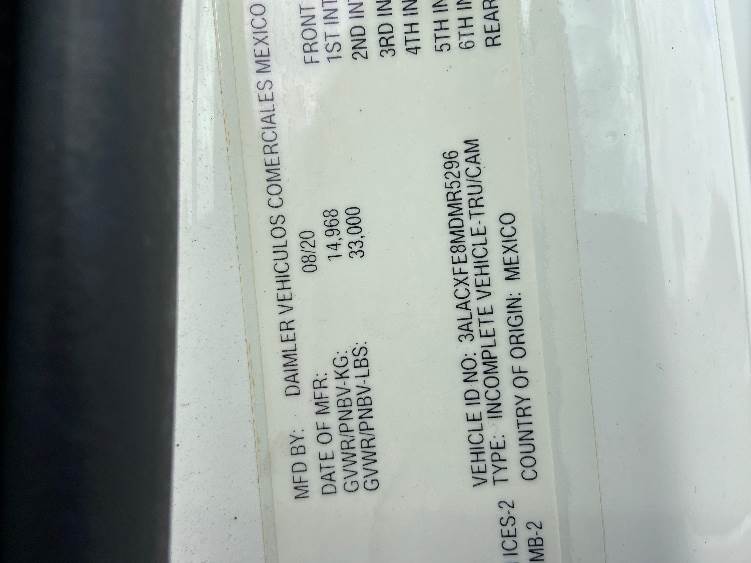 MFD BY: DAIMLER VEHICULOS COMERCIALES MEXICO
DATE OF MFR: 08/20 FRONT
GVWR/PNBV-KG: 14,968 1ST INT
GVWR/PNBV-LBS: 33,000 2ND INT
3RD IN
4TH IN
5TH IN
VEHICLE ID NO: 3ALACXFE8MDMR5296 6TH IN
TYPE: INCOMPLETE VEHICLE-TRU/CAM REAR
COUNTRY OF ORIGIN: MEXICO
ICES-2
MB-2